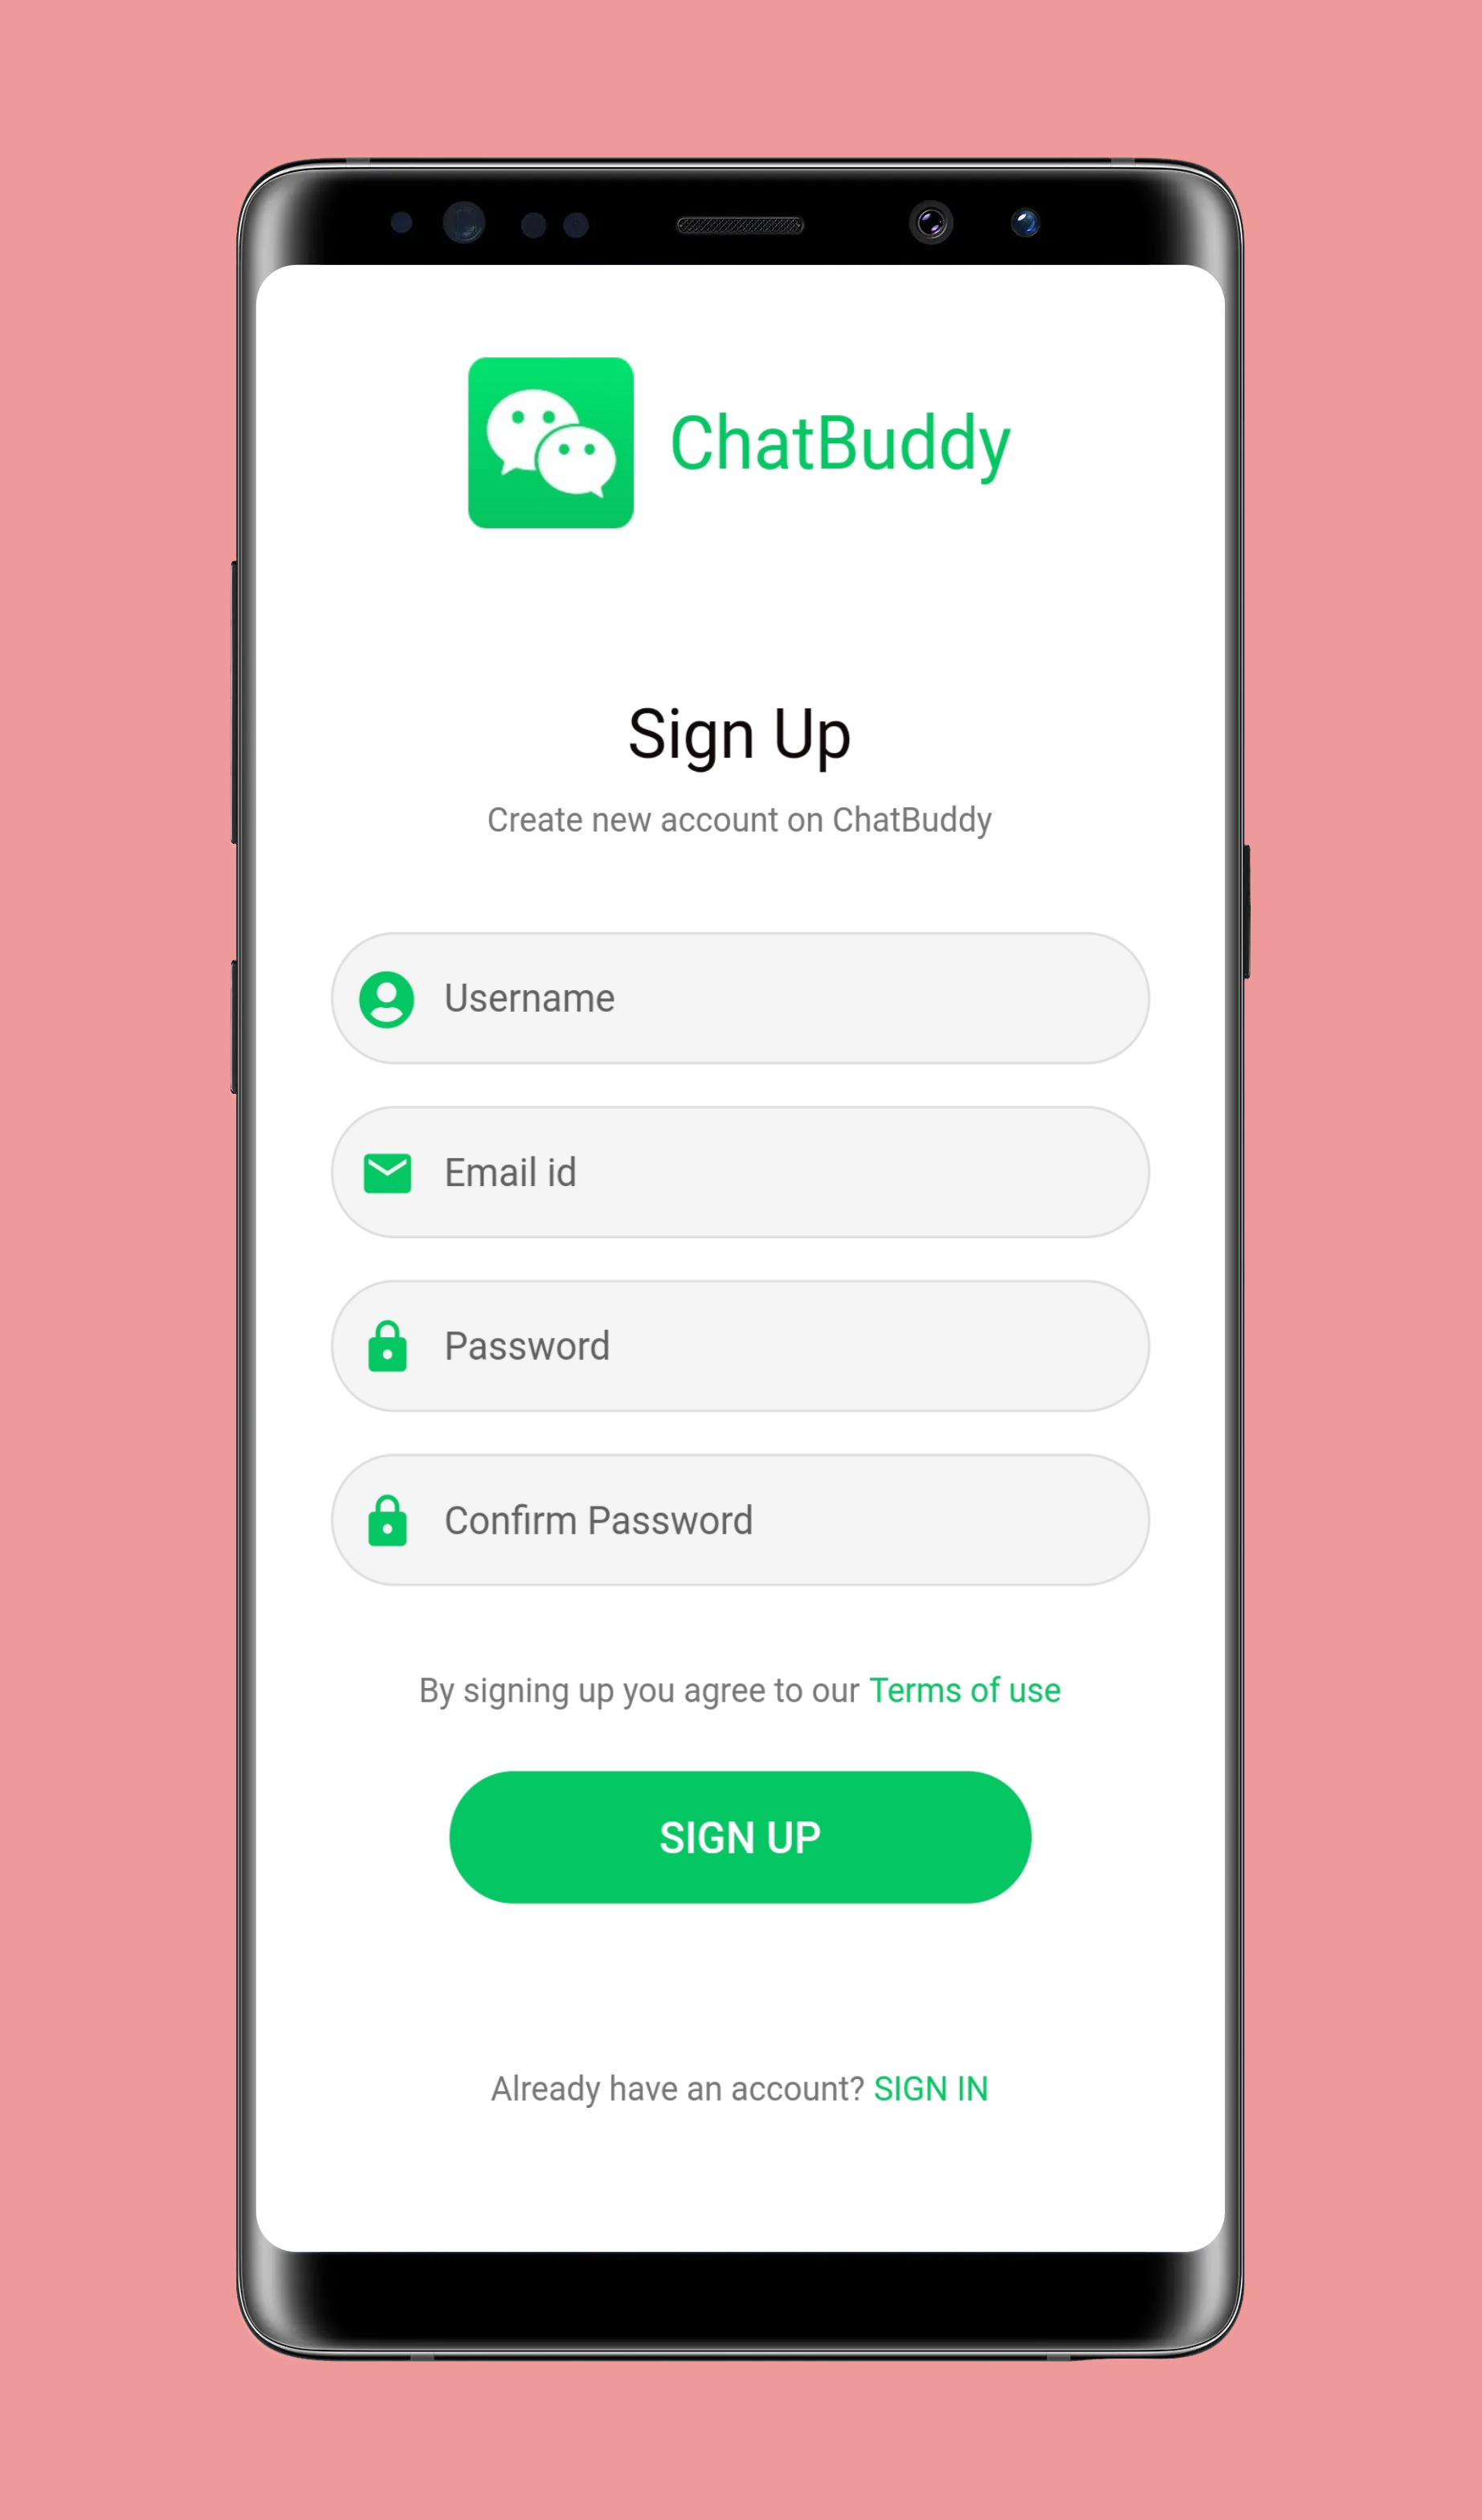 ChatBuddy
Sign Up
Create new account on ChatBuddy
Username
Email id
Password
Confirm Password
By signing up you agree to our Terms of use
SIGN UP
Already have an account? SIGN IN